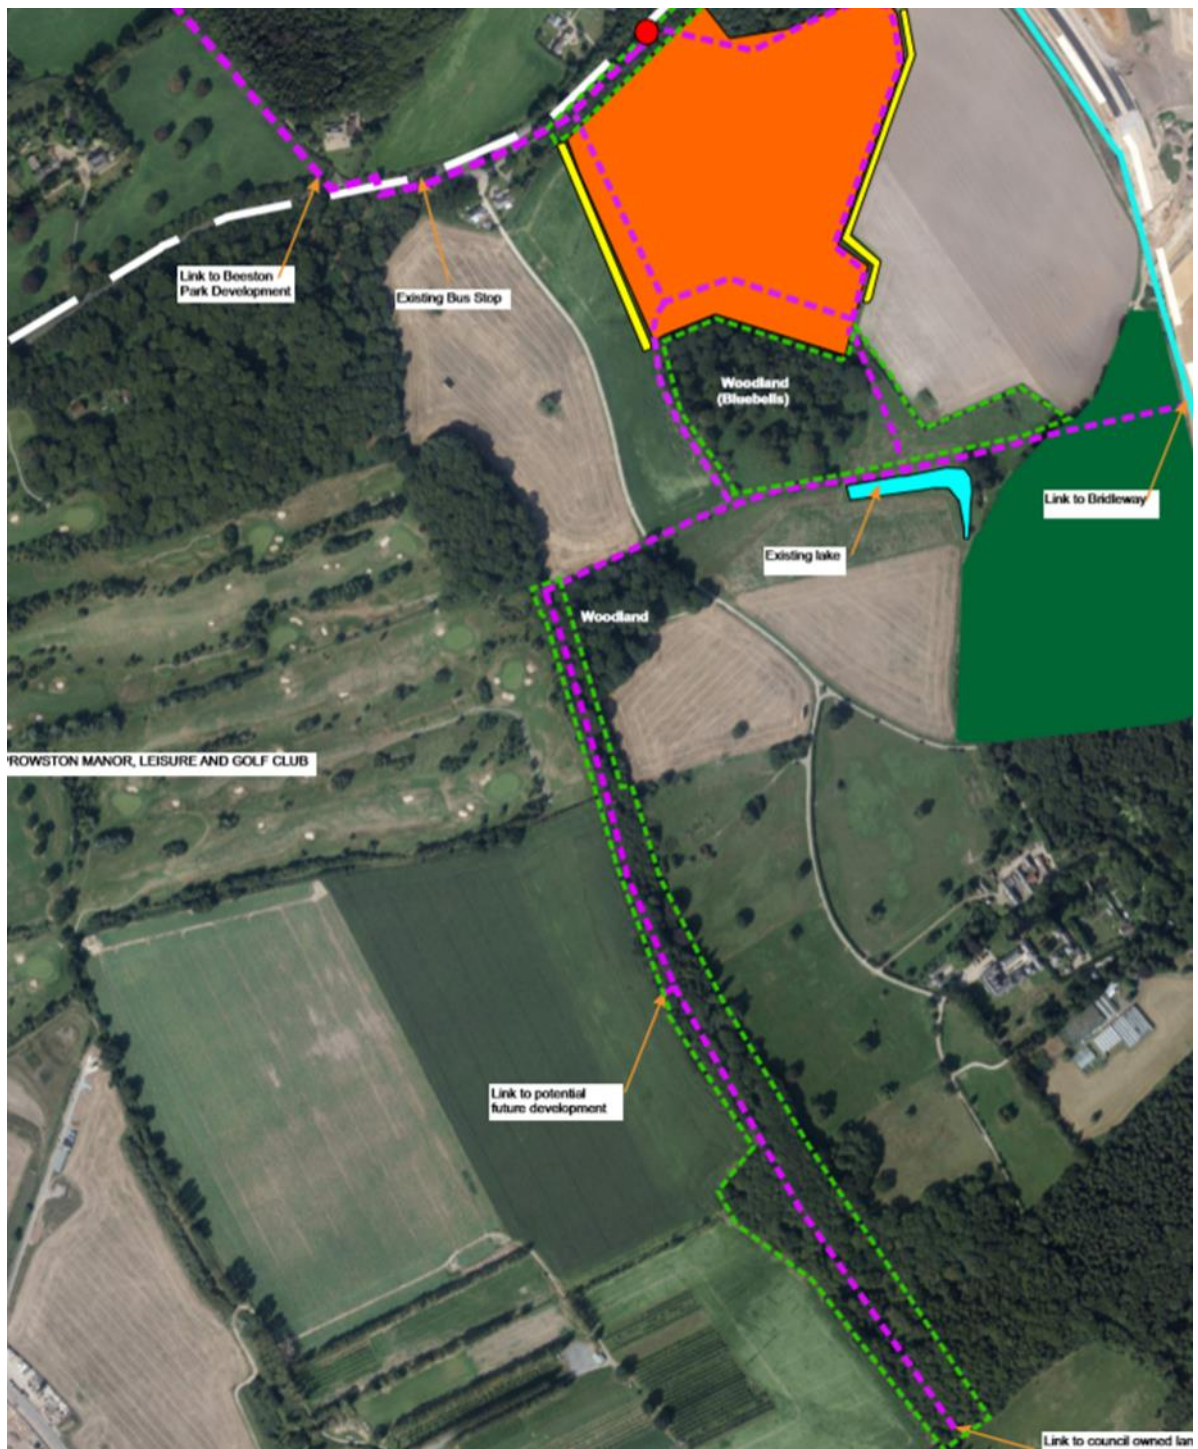 Link to Beeston
Park Development
Existing Bus Stop
Woodland
(Bluebells)
Link to Bridleway
Existing lake
Woodland
PROWSTON MANOR, LEISURE AND GOLF CLUB
Link to potential
future development
Link to council owned lan